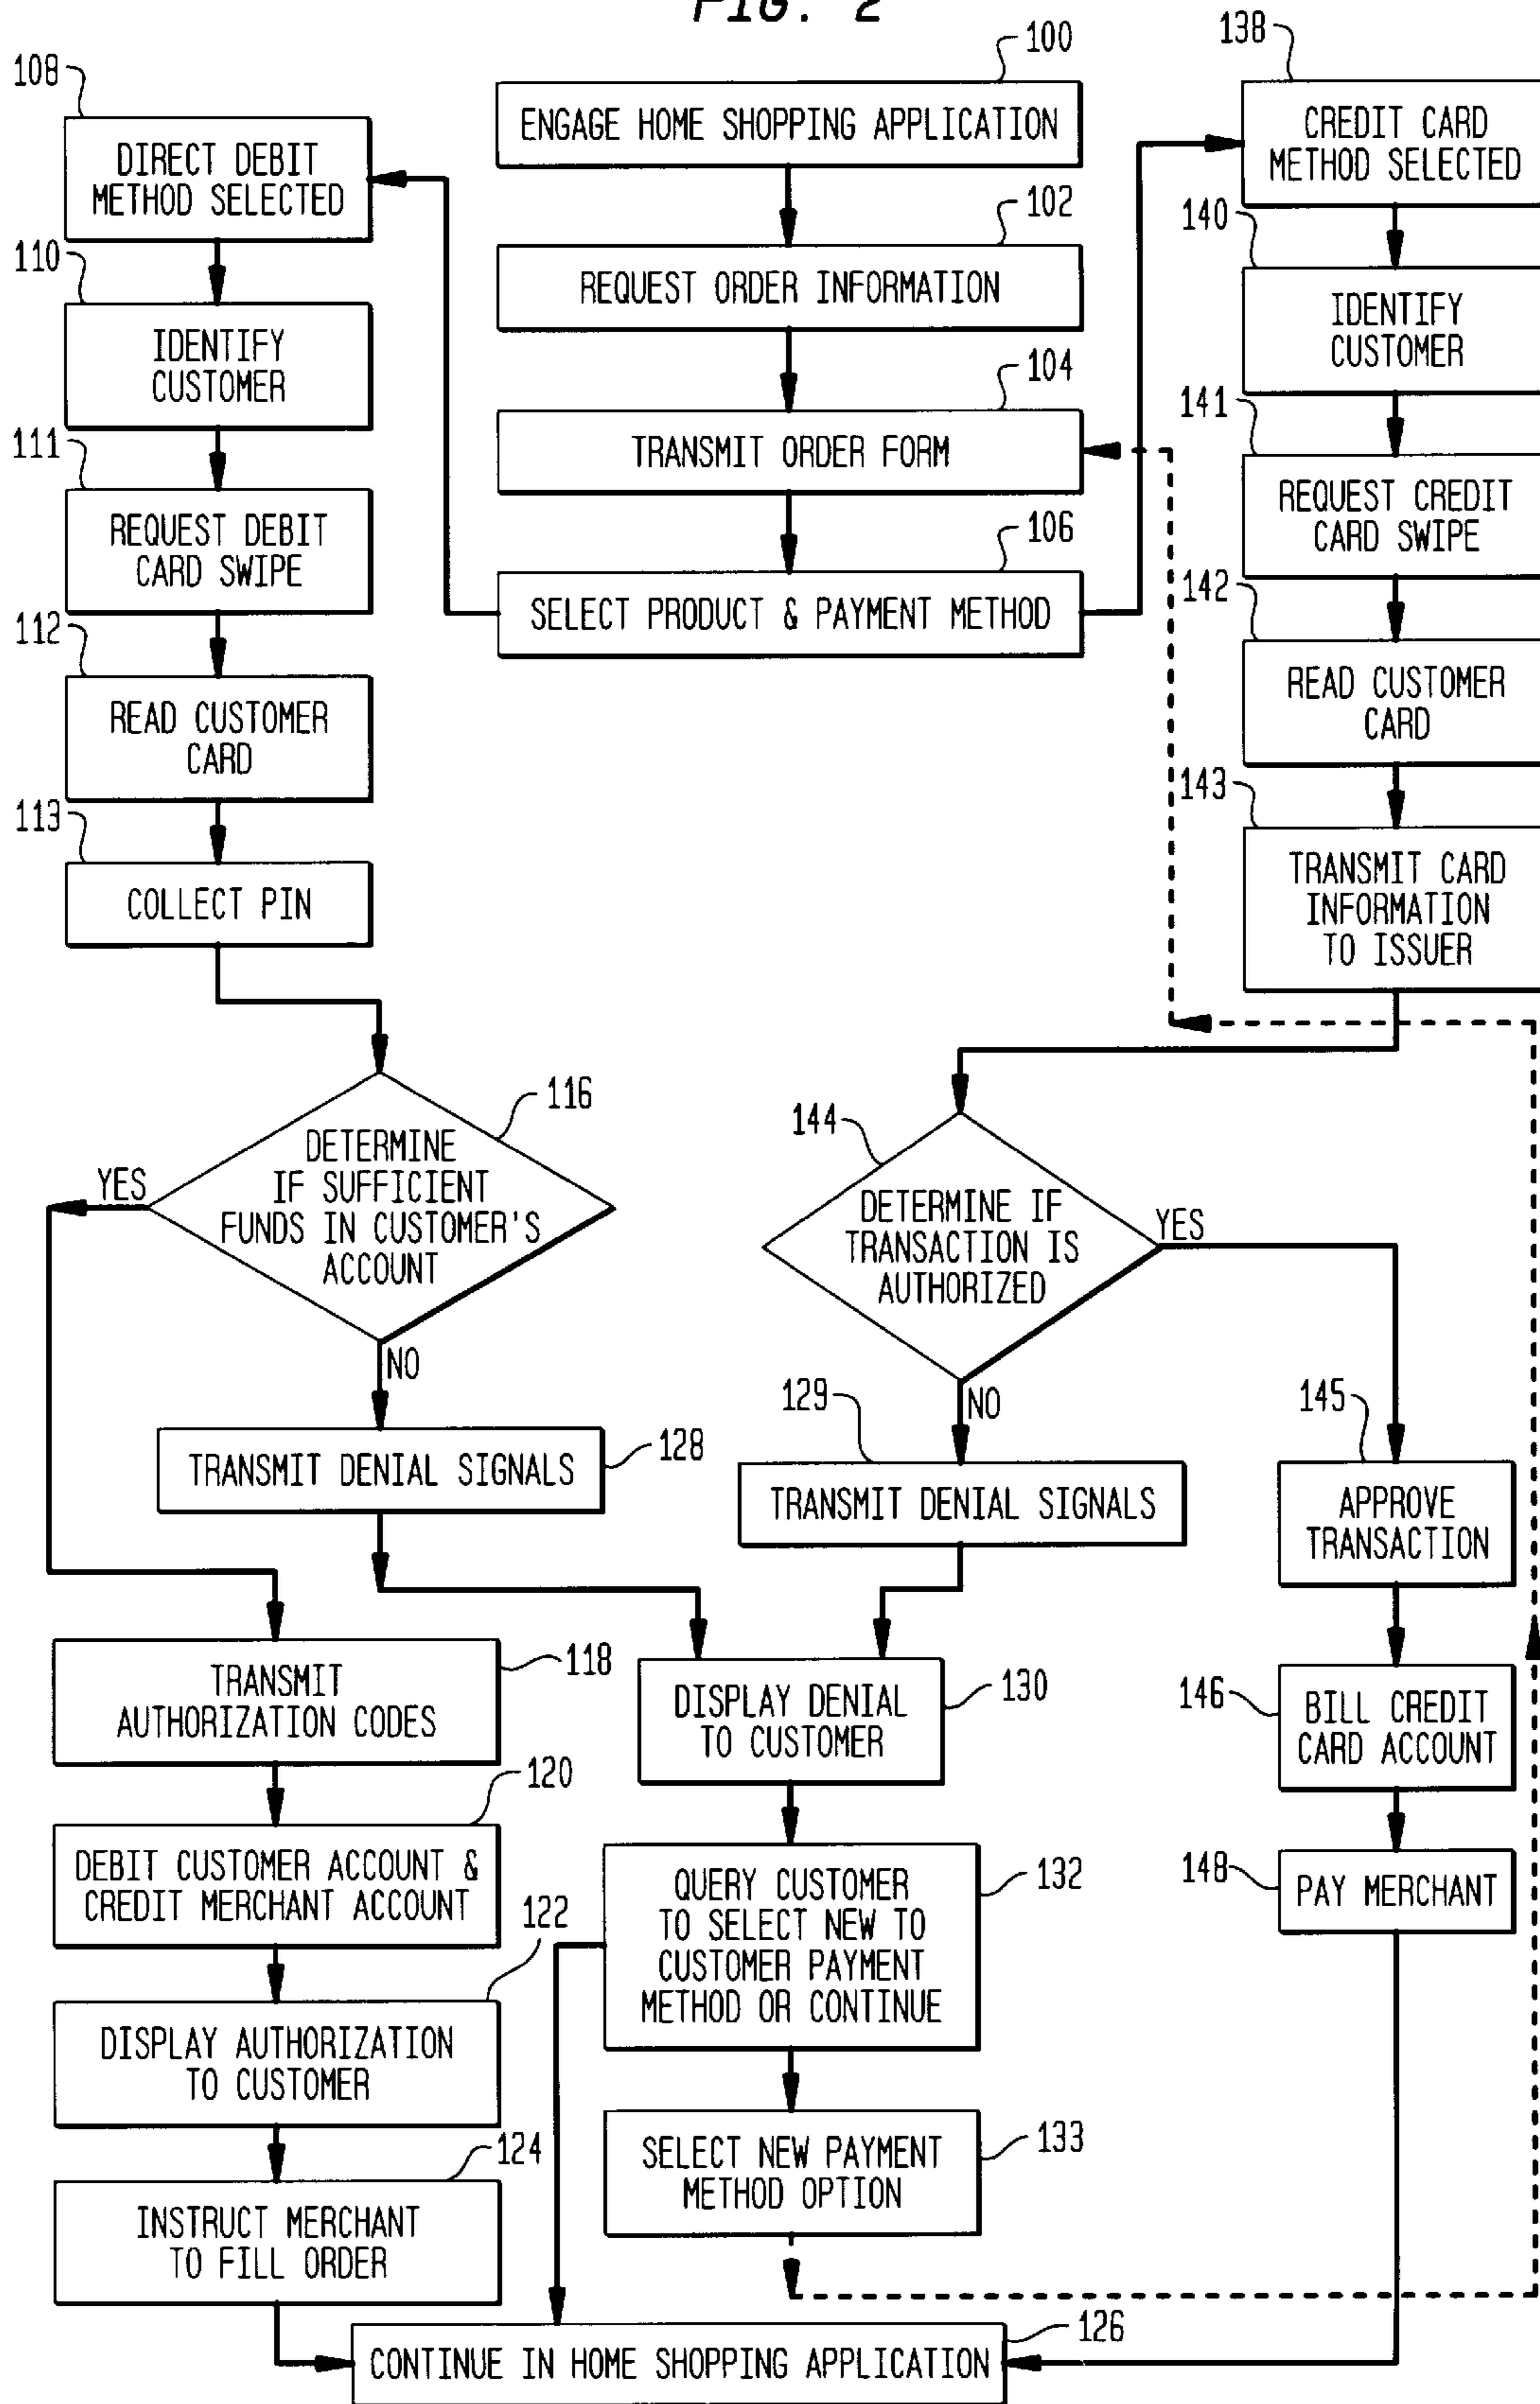 FIG. 2
100
ENGAGE HOME SHOPPING APPLICATION
102
REQUEST ORDER INFORMATION
104
TRANSMIT ORDER FORM
106
SELECT PRODUCT & PAYMENT METHOD
108
DIRECT DEBIT
METHOD SELECTED
110
IDENTIFY
CUSTOMER
111
REQUEST DEBIT
CARD SWIPE
112
READ CUSTOMER
CARD
113
COLLECT PIN
116
DETERMINE
IF SUFFICIENT
FUNDS IN CUSTOMER'S
ACCOUNT
YES
NO
128
TRANSMIT DENIAL SIGNALS
118
TRANSMIT
AUTHORIZATION CODES
120
DEBIT CUSTOMER ACCOUNT &
CREDIT MERCHANT ACCOUNT
122
DISPLAY AUTHORIZATION
TO CUSTOMER
124
INSTRUCT MERCHANT
TO FILL ORDER
138
CREDIT CARD
METHOD SELECTED
140
IDENTIFY
CUSTOMER
141
REQUEST CREDIT
CARD SWIPE
142
READ CUSTOMER
CARD
143
TRANSMIT CARD
INFORMATION
TO ISSUER
144
DETERMINE IF
TRANSACTION IS
AUTHORIZED
YES
NO
129
TRANSMIT DENIAL SIGNALS
130
DISPLAY DENIAL
TO CUSTOMER
132
QUERY CUSTOMER
TO SELECT NEW TO
CUSTOMER PAYMENT
METHOD OR CONTINUE
133
SELECT NEW PAYMENT
METHOD OPTION
145
APPROVE
TRANSACTION
146
BILL CREDIT
CARD ACCOUNT
148
PAY MERCHANT
126
CONTINUE IN HOME SHOPPING APPLICATION